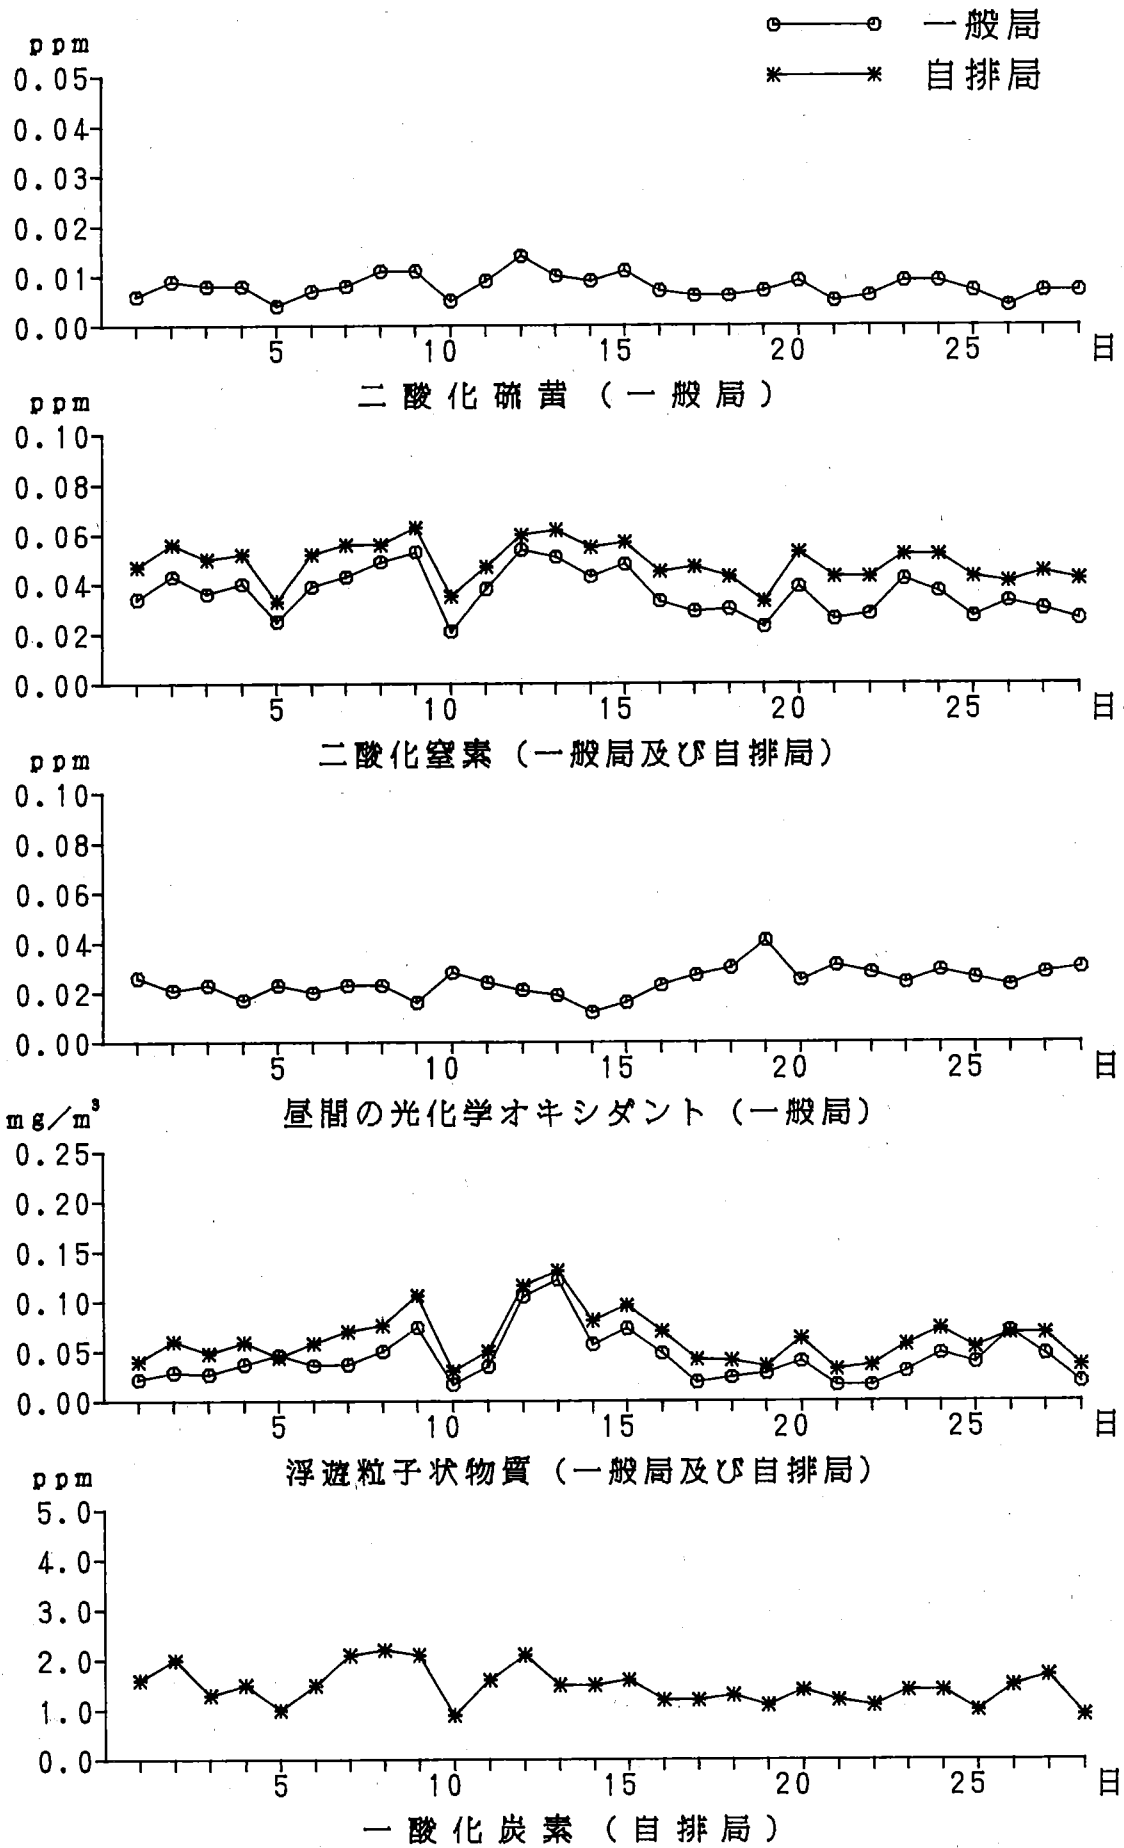 一般局
自排局
ppm
0.05
0.04
0.03
0.02
0.01
0.00
5 10 15 20 25 日
二酸化硫黄（一般局）
ppm
0.10
0.08
0.06
0.04
0.02
0.00
5 10 15 20 25 日
二酸化窒素（一般局及び自排局）
ppm
0.10
0.08
0.06
0.04
0.02
0.00
5 10 15 20 25 日
昼間の光化学オキシダント（一般局）
mg/m³
0.25
0.20
0.15
0.10
0.05
0.00
5 10 15 20 25 日
浮遊粒子状物質（一般局及び自排局）
ppm
5.0
4.0
3.0
2.0
1.0
0.0
5 10 15 20 25 日
一酸化炭素（自排局）